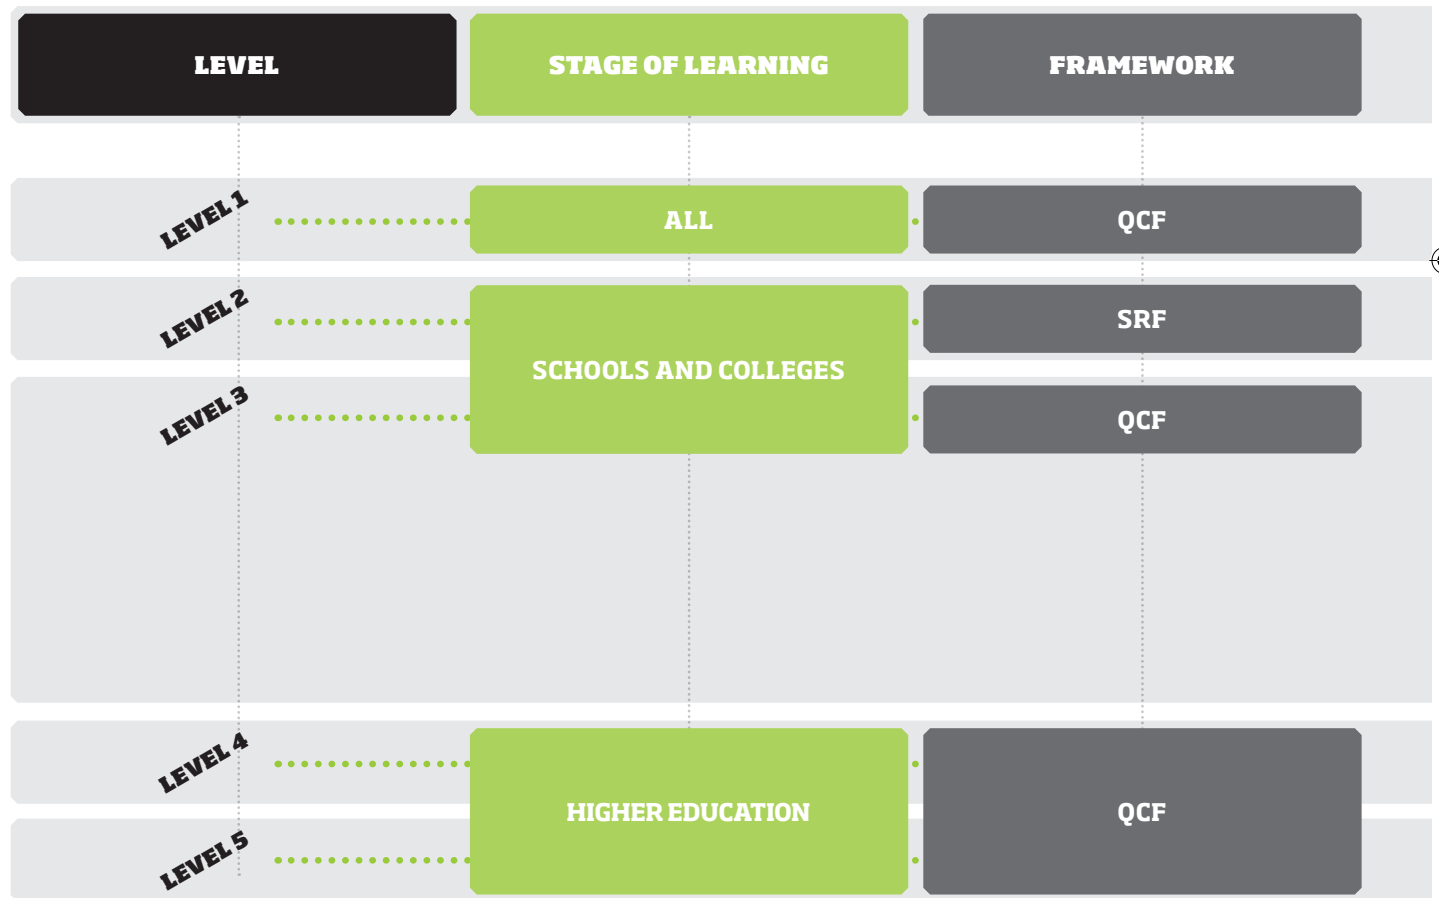 LEVEL
STAGE OF LEARNING
FRAMEWORK
LEVEL 1
ALL
QCF
LEVEL 2
SRF
SCHOOLS AND COLLEGES
LEVEL 3
QCF
LEVEL 4
HIGHER EDUCATION
QCF
LEVEL 5